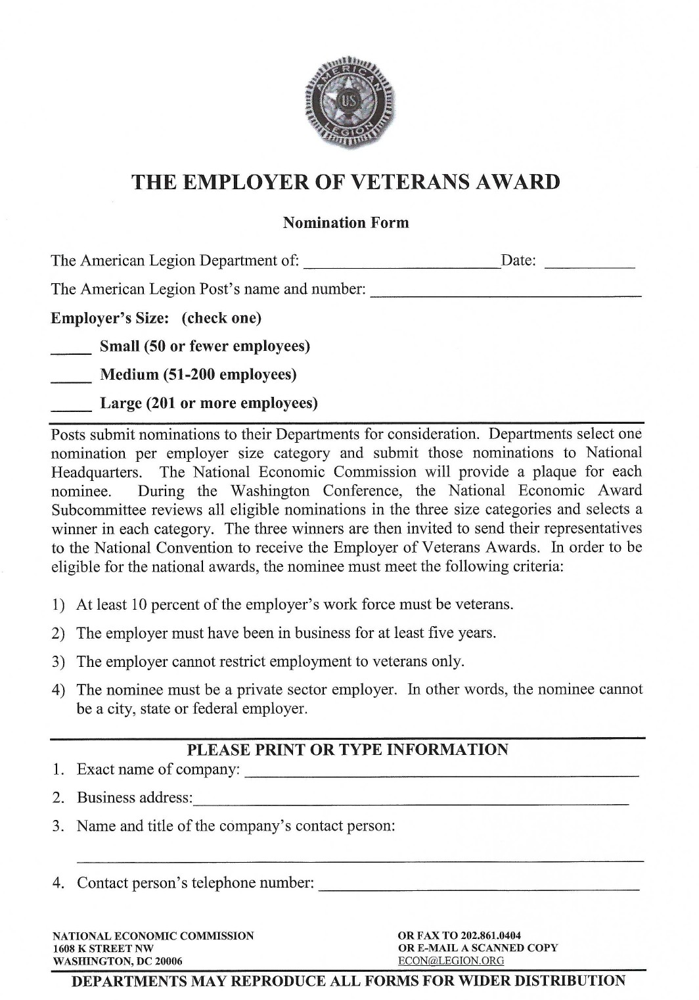 AMERICAN
US
LEGION
THE EMPLOYER OF VETERANS AWARD
Nomination Form
The American Legion Department of: ____________________Date: __________
The American Legion Post's name and number: ______________________________
Employer's Size: (check one)
_____ Small (50 or fewer employees)
_____ Medium (51-200 employees)
_____ Large (201 or more employees)
Posts submit nominations to their Departments for consideration. Departments select one
nomination per employer size category and submit those nominations to National
Headquarters. The National Economic Commission will provide a plaque for each
nominee. During the Washington Conference, the National Economic Award
Subcommittee reviews all eligible nominations in the three size categories and selects a
winner in each category. The three winners are then invited to send their representatives
to the National Convention to receive the Employer of Veterans Awards. In order to be
eligible for the national awards, the nominee must meet the following criteria:
1) At least 10 percent of the employer's work force must be veterans.
2) The employer must have been in business for at least five years.
3) The employer cannot restrict employment to veterans only.
4) The nominee must be a private sector employer. In other words, the nominee cannot
be a city, state or federal employer.
PLEASE PRINT OR TYPE INFORMATION
1. Exact name of company: ____________________
2. Business address:____________________
3. Name and title of the company's contact person:
____________________
4. Contact person's telephone number: ____________________
NATIONAL ECONOMIC COMMISSION
1608 K STREET NW
WASHINGTON, DC 20006
OR FAX TO 202.861.0404
OR E-MAIL A SCANNED COPY
ECON@LEGION.ORG
DEPARTMENTS MAY REPRODUCE ALL FORMS FOR WIDER DISTRIBUTION